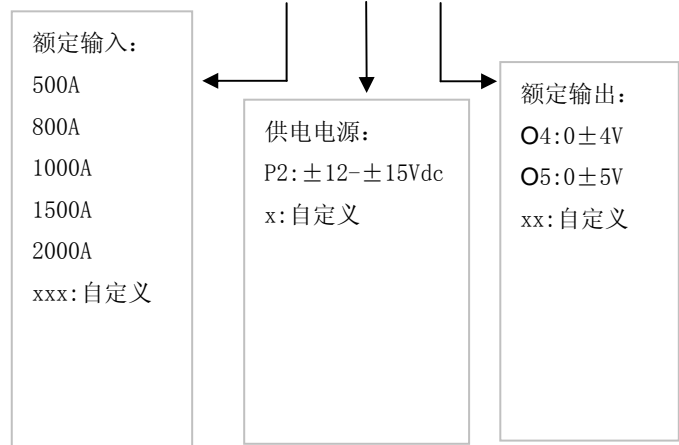 额定输入：
500A
800A
1000A
1500A
2000A
xxx:自定义
供电电源：
P2:±12-±15Vdc
x:自定义
额定输出：
O4:0±4V
O5:0±5V
xx:自定义